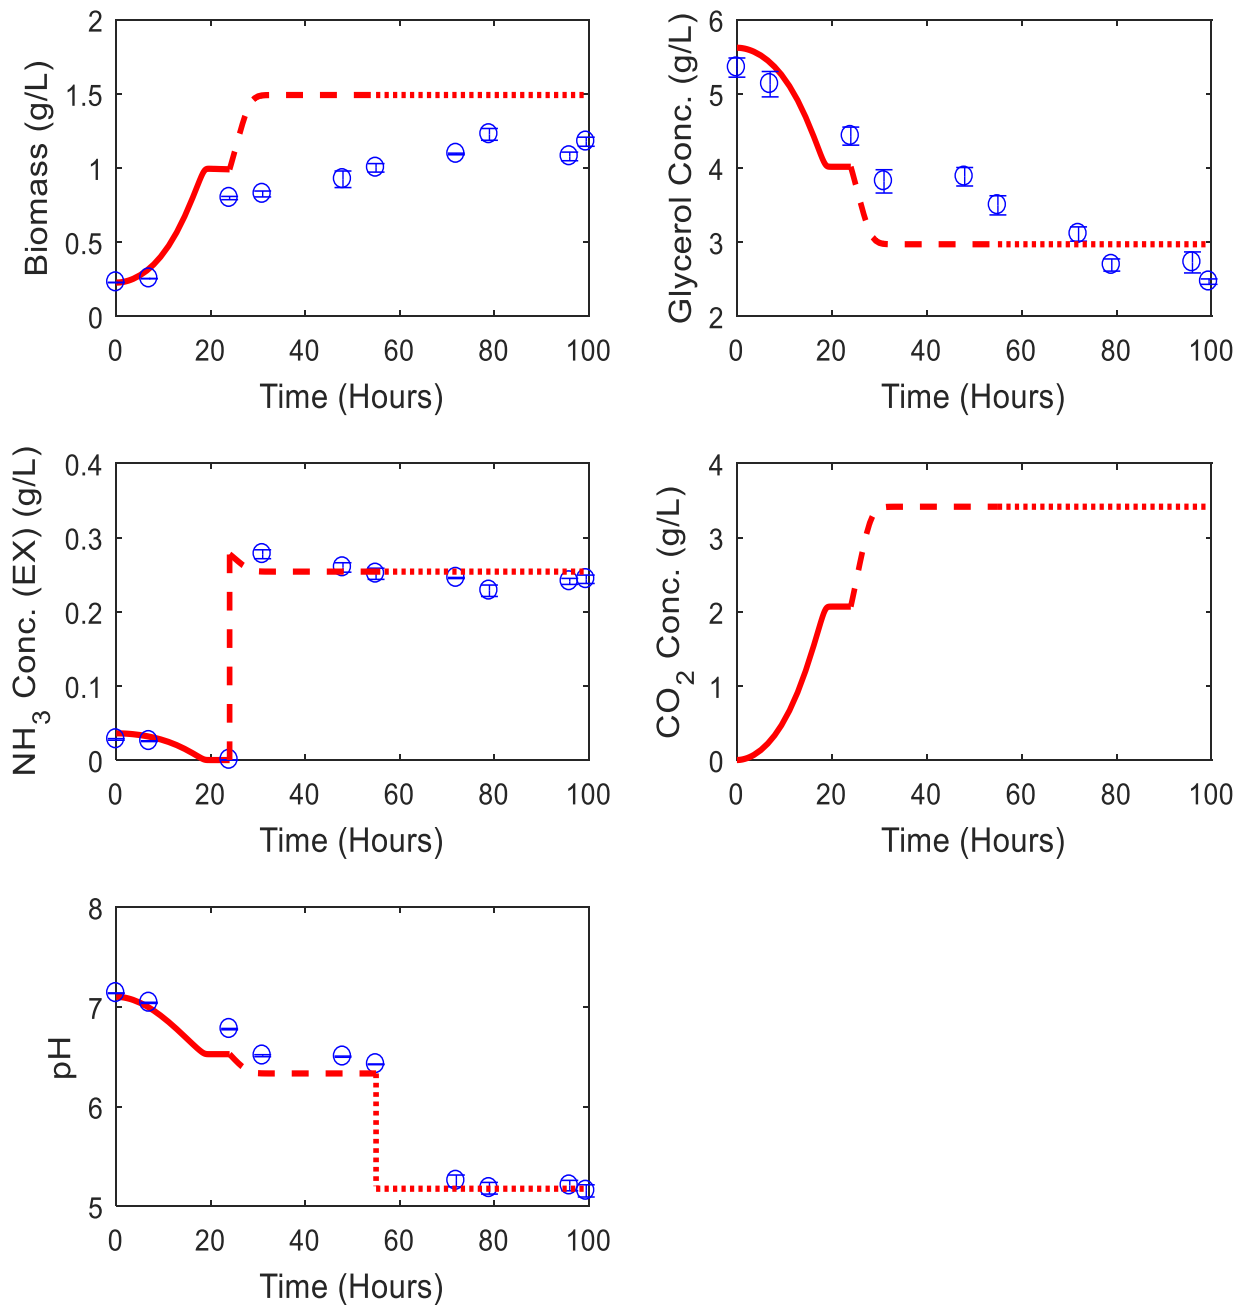 Biomass (g/L)
2
1.5
1
0.5
0
0 20 40 60 80 100
Time (Hours)
Glycerol Conc. (g/L)
6
5
4
3
2
0 20 40 60 80 100
Time (Hours)
NH3 Conc. (EX) (g/L)
0.4
0.3
0.2
0.1
0
0 20 40 60 80 100
Time (Hours)
CO2 Conc. (g/L)
4
3
2
1
0
0 20 40 60 80 100
Time (Hours)
pH
8
7
6
5
0 20 40 60 80 100
Time (Hours)